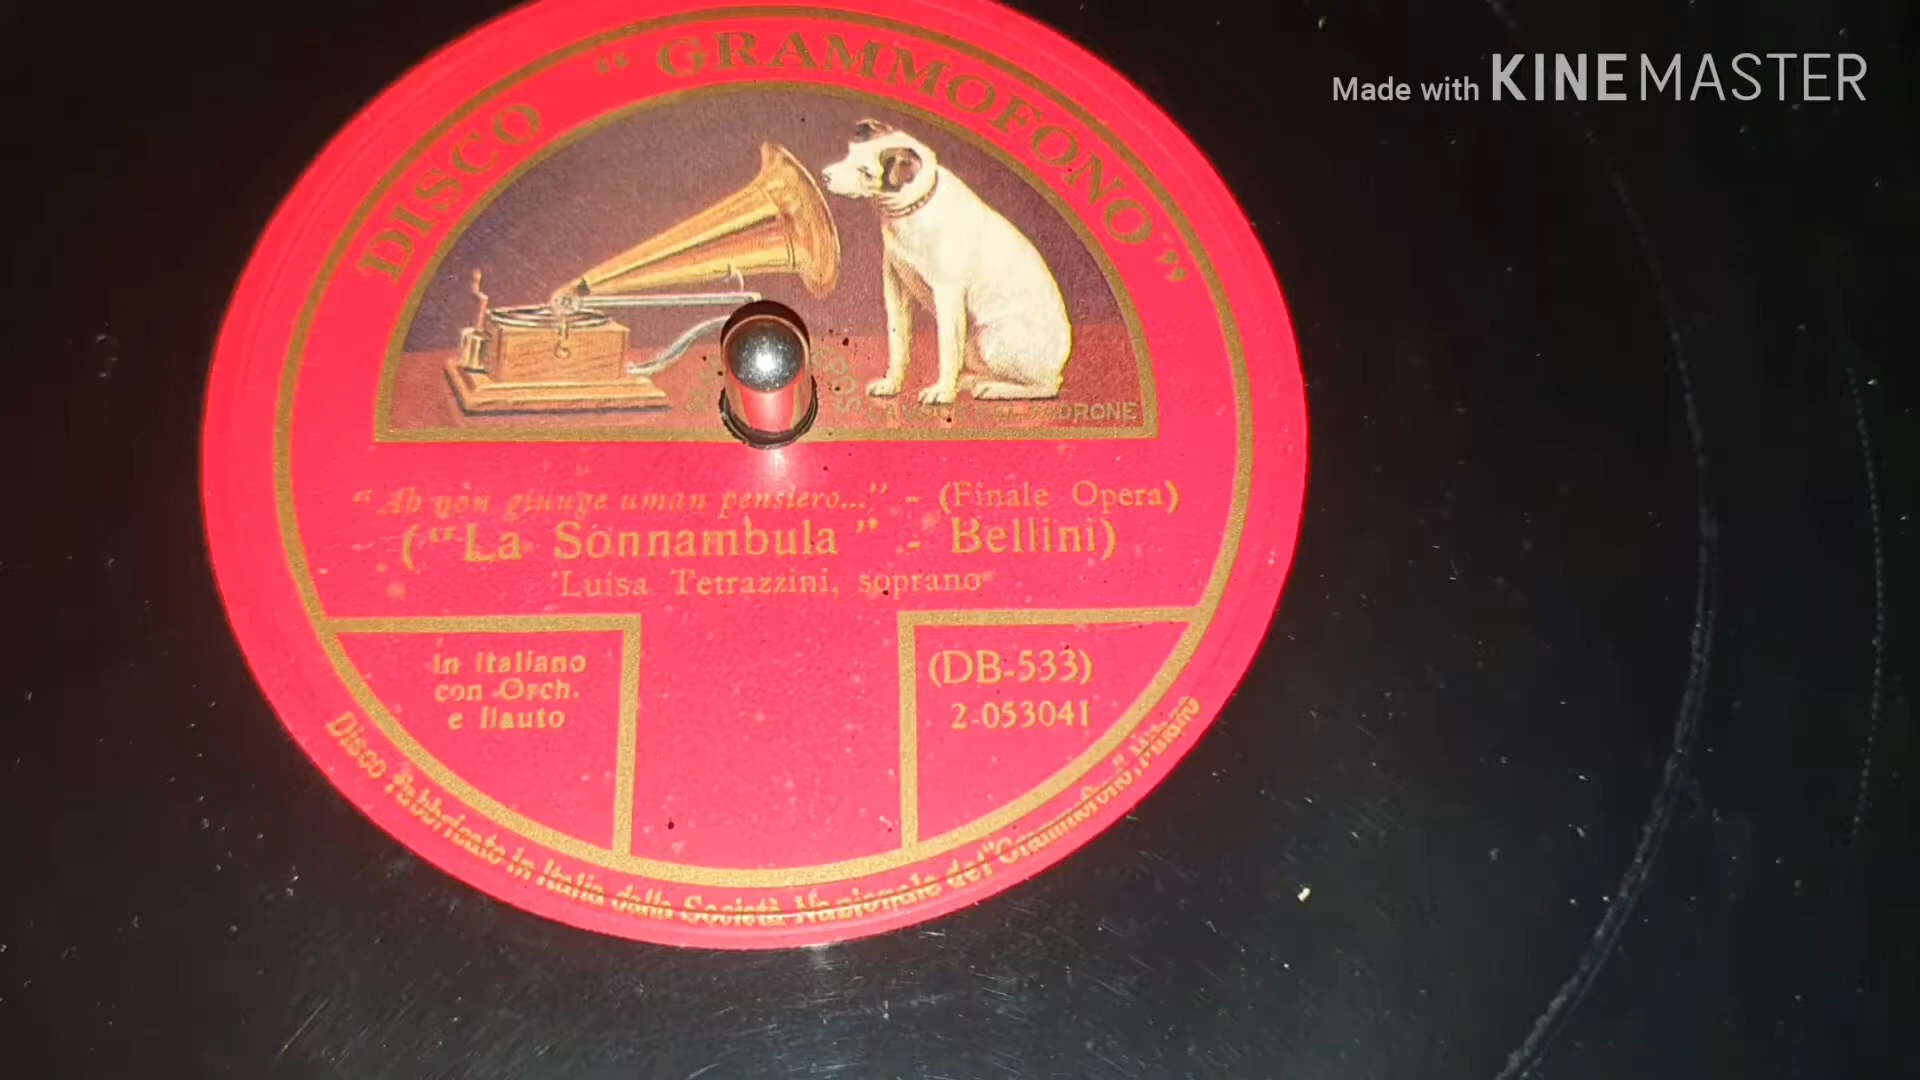 Made with KINEMASTER
DISCO "GRAMMOFONO"
LA VOCE DEL PADRONE
"Ah non giunge uman pensiero..." - (Finale Opera)
("La Sonnambula" - Bellini)
Luisa Tetrazzini, soprano
In Italiano
con Orch.
e flauto
(DB-533)
2-053041
Disco Fabbricato in Italia dalla Società Nazionale del "Grammofono", Milano